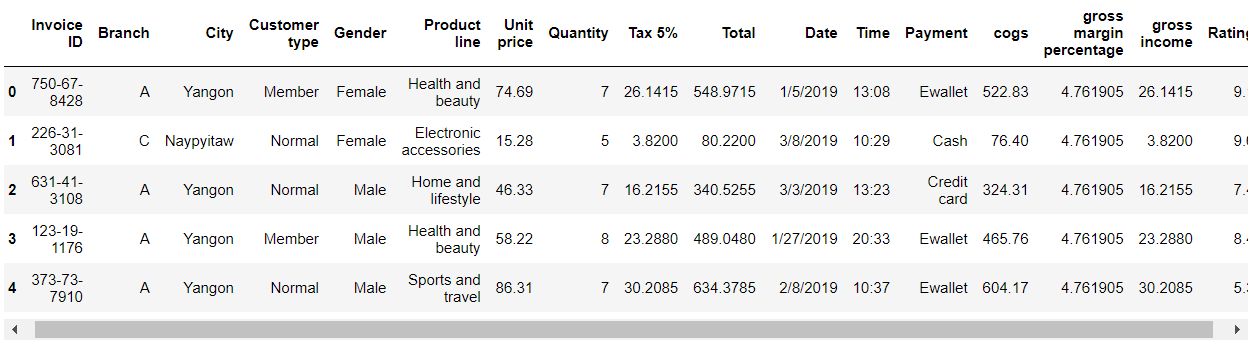 Invoice ID Branch City Customer type Gender Product line Unit price Quantity Tax 5% Total Date Time Payment cogs gross margin percentage gross income Rating
0 750-67-8428 A Yangon Member Female Health and beauty 74.69 7 26.1415 548.9715 1/5/2019 13:08 Ewallet 522.83 4.761905 26.1415 9.
1 226-31-3081 C Naypyitaw Normal Female Electronic accessories 15.28 5 3.8200 80.2200 3/8/2019 10:29 Cash 76.40 4.761905 3.8200 9.
2 631-41-3108 A Yangon Normal Male Home and lifestyle 46.33 7 16.2155 340.5255 3/3/2019 13:23 Credit card 324.31 4.761905 16.2155 7.
3 123-19-1176 A Yangon Member Male Health and beauty 58.22 8 23.2880 489.0480 1/27/2019 20:33 Ewallet 465.76 4.761905 23.2880 8.
4 373-73-7910 A Yangon Normal Male Sports and travel 86.31 7 30.2085 634.3785 2/8/2019 10:37 Ewallet 604.17 4.761905 30.2085 5.